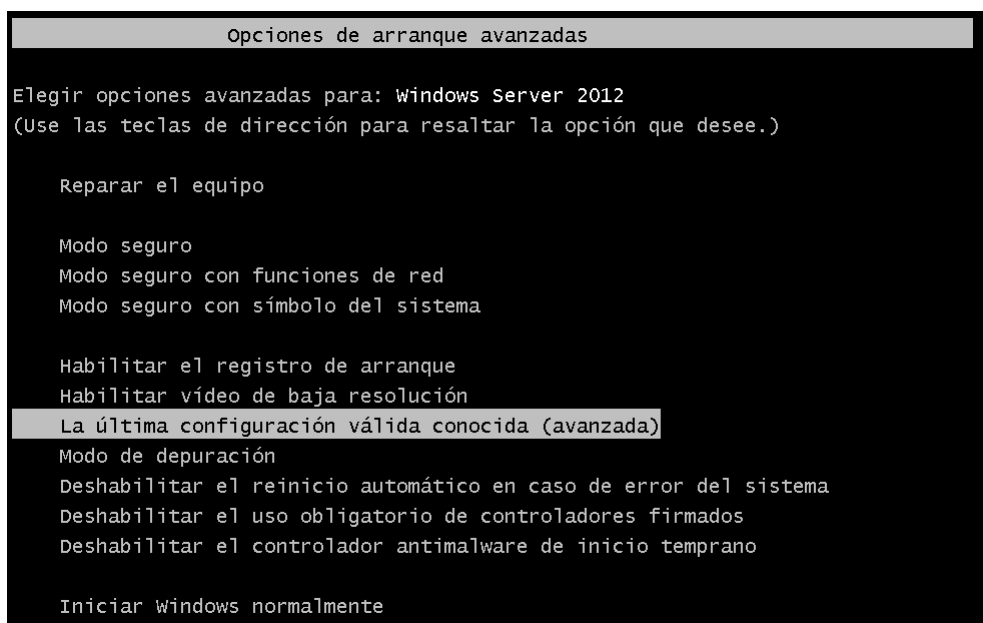 Opciones de arranque avanzadas
Elegir opciones avanzadas para: Windows Server 2012
(Use las teclas de dirección para resaltar la opción que desee.)
Reparar el equipo
Modo seguro
Modo seguro con funciones de red
Modo seguro con símbolo del sistema
Habilitar el registro de arranque
Habilitar vídeo de baja resolución
La última configuración válida conocida (avanzada)
Modo de depuración
Deshabilitar el reinicio automático en caso de error del sistema
Deshabilitar el uso obligatorio de controladores firmados
Deshabilitar el controlador antimalware de inicio temprano
Iniciar Windows normalmente